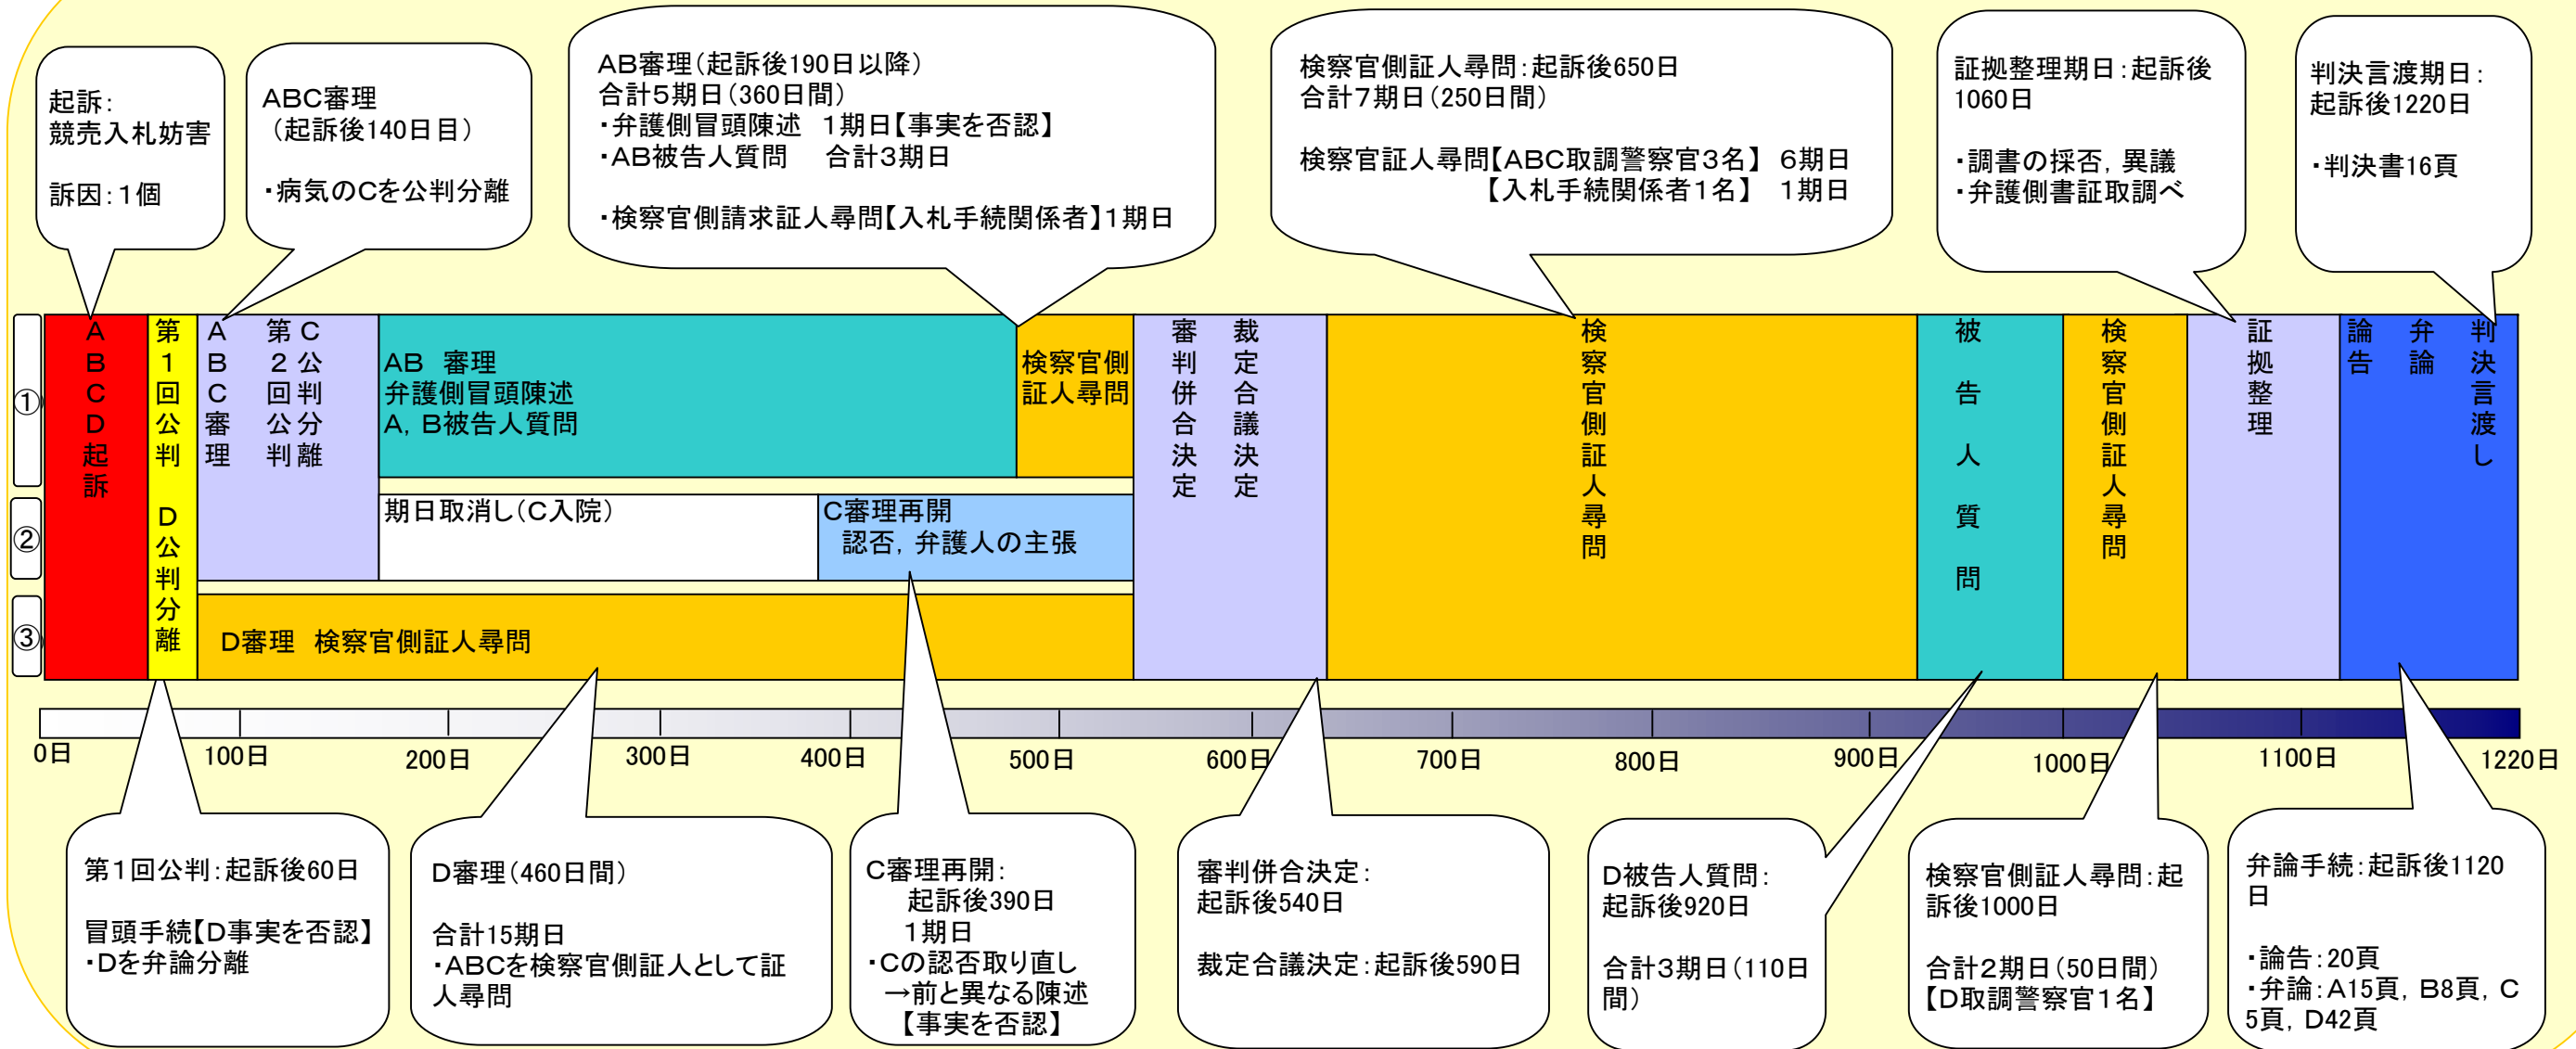 起訴：
競売入札妨害
訴因：１個
ＡＢＣ審理
（起訴後140日目）
・病気のＣを公判分離
ＡＢ審理（起訴後190日以降）
合計５期日（360日間）
・弁護側冒頭陳述　１期日【事実を否認】
・ＡＢ被告人質問　合計３期日
・検察官側請求証人尋問【入札手続関係者】１期日
検察官側証人尋問：起訴後650日
合計７期日（250日間）
検察官証人尋問【ＡＢＣ取調警察官３名】　６期日
【入札手続関係者１名】　１期日
証拠整理期日：起訴後
1060日
・調書の採否，異議
・弁護側書証取調べ
判決言渡期日：
起訴後1220日
・判決書16頁
①
②
③
ＡＢＣＤ起訴
第１回公判　Ｄ公判分離
ＡＢＣ審理
第２回公判
Ｃ公判分離
ＡＢ　審理
弁護側冒頭陳述
Ａ，Ｂ被告人質問
検察官側
証人尋問
期日取消し（Ｃ入院）
Ｃ審理再開
認否，弁護人の主張
Ｄ審理　検察官側証人尋問
審判併合決定
裁定合議決定
検察官側証人尋問
被告人質問
検察官側証人尋問
証拠整理
論告
弁論
判決言渡し
0日
100日
200日
300日
400日
500日
600日
700日
800日
900日
1000日
1100日
1220日
第１回公判：起訴後60日
冒頭手続【Ｄ事実を否認】
・Ｄを弁論分離
Ｄ審理（460日間）
合計15期日
・ＡＢＣを検察官側証人として証
人尋問
Ｃ審理再開：
起訴後390日
１期日
・Ｃの認否取り直し
→前と異なる陳述
【事実を否認】
審判併合決定：
起訴後540日
裁定合議決定：起訴後590日
Ｄ被告人質問：
起訴後920日
合計３期日（110日
間）
検察官側証人尋問：起
訴後1000日
合計２期日（50日間）
【Ｄ取調警察官１名】
弁論手続：起訴後1120
日
・論告：20頁
・弁論：Ａ15頁，Ｂ8頁，Ｃ
5頁，Ｄ42頁